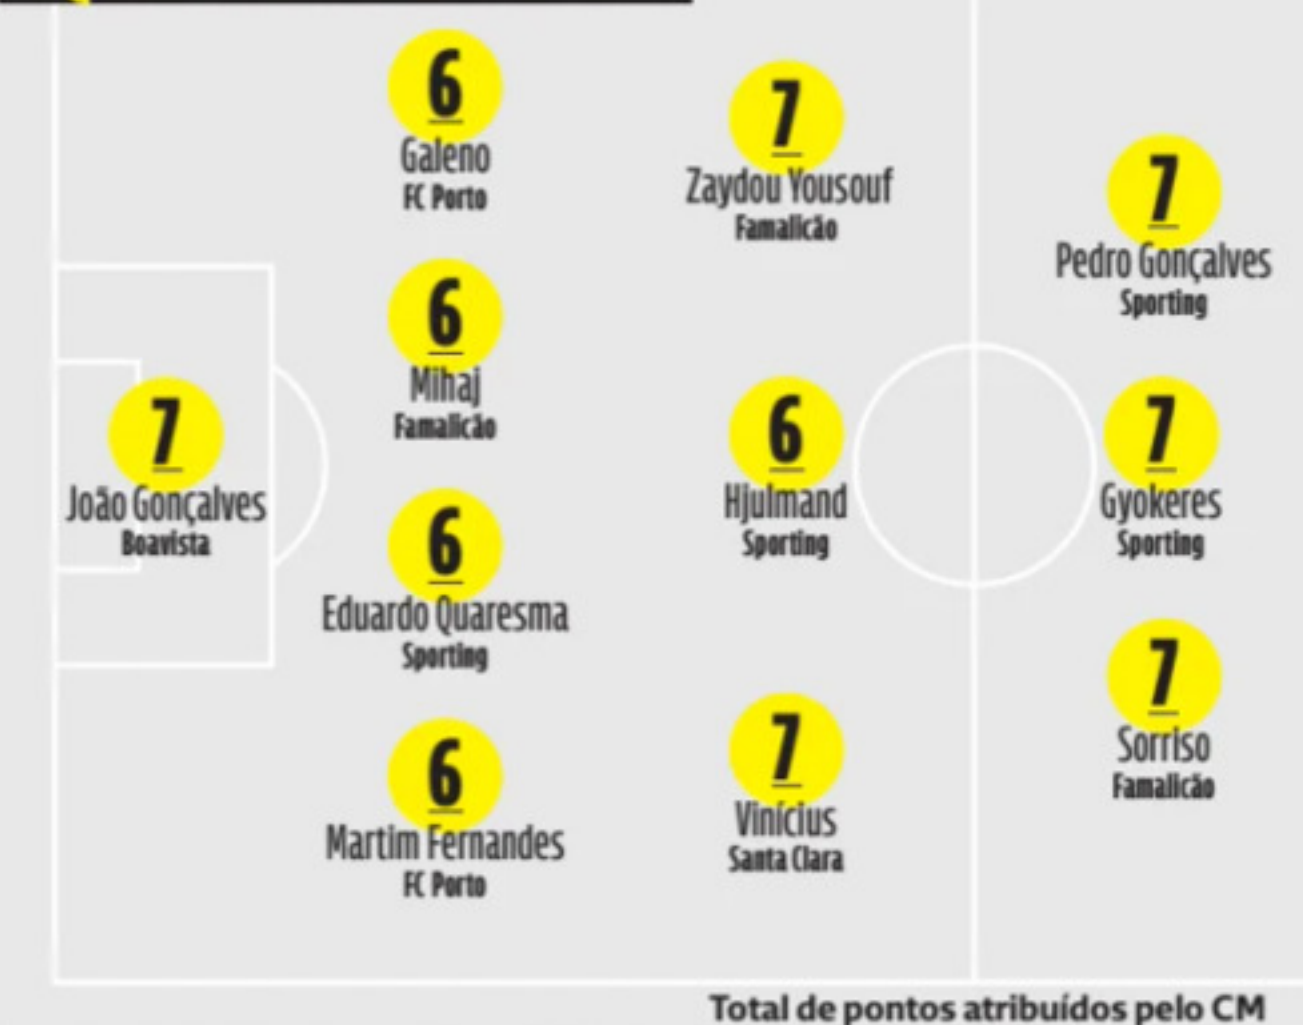 6
Galeno
FC Porto
6
Mihaj
Famalicão
7
João Gonçalves
Boavista
6
Eduardo Quaresma
Sporting
6
Martim Fernandes
FC Porto
7
Zaydou Yousouf
Famalicão
6
Hjulmand
Sporting
7
Vinícius
Santa Clara
7
Pedro Gonçalves
Sporting
7
Gyokeres
Sporting
7
Sorriso
Famalicão
Total de pontos atribuídos pelo CM